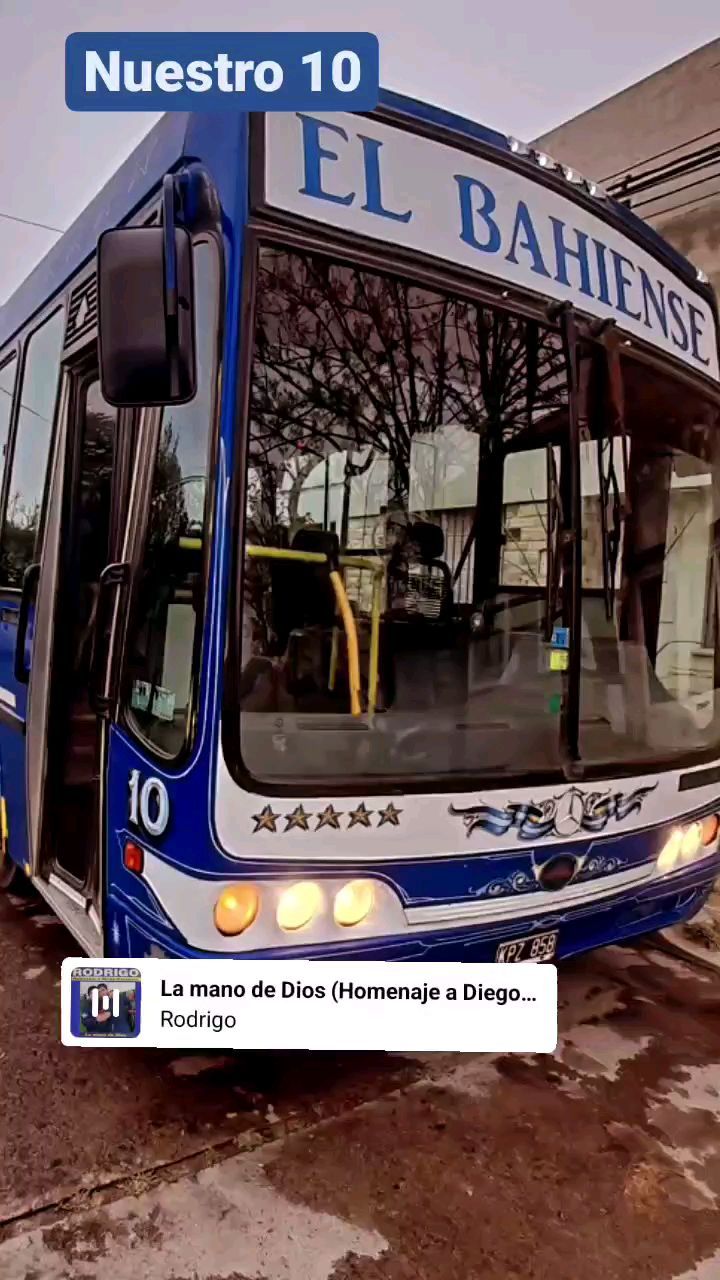 Nuestro 10
EL BAHIENSE
10
KPZ 858
RODRIGO
La mano de Dios (Homenaje a Diego...
Rodrigo